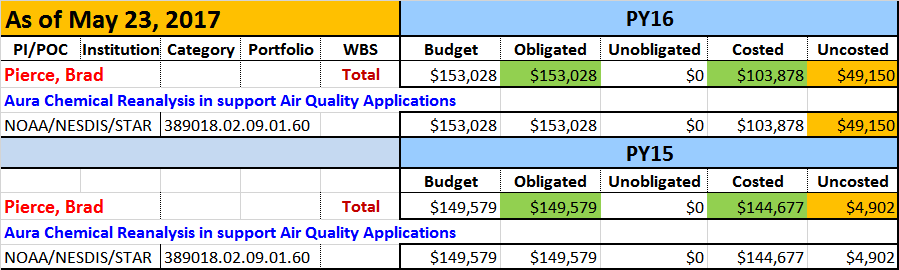 As of May 23, 2017 PY16
PI/POC Institution Category Portfolio WBS Budget Obligated Unobligated Costed Uncosted
Pierce, Brad Total $153,028 $153,028 $0 $103,878 $49,150
Aura Chemical Reanalysis in support Air Quality Applications
NOAA/NESDIS/STAR 389018.02.09.01.60 $153,028 $153,028 $0 $103,878 $49,150
PY15
Budget Obligated Unobligated Costed Uncosted
Pierce, Brad Total $149,579 $149,579 $0 $144,677 $4,902
Aura Chemical Reanalysis in support Air Quality Applications
NOAA/NESDIS/STAR 389018.02.09.01.60 $149,579 $149,579 $0 $144,677 $4,902